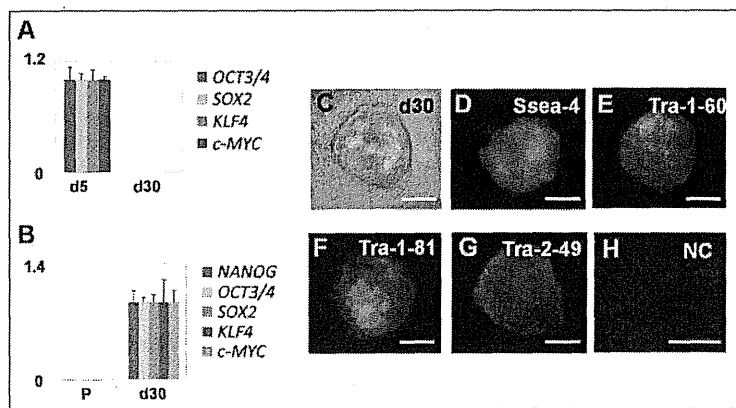 A
1.2
0
d5 d30
OCT3/4
SOX2
KLF4
c-MYC
B
1.4
0
P d30
NANOG
OCT3/4
SOX2
KLF4
c-MYC
C d30
D Ssea-4
E Tra-1-60
F Tra-1-81
G Tra-2-49
H NC